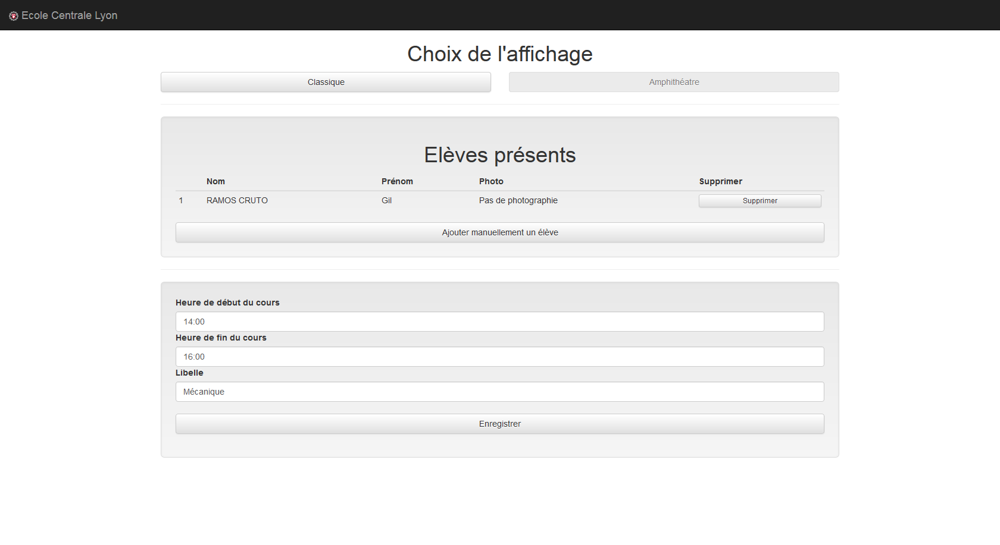 Ecole Centrale Lyon
Choix de l'affichage
Classique Amphithéatre
Elèves présents
Nom Prénom Photo Supprimer
1 RAMOS CRUTO Gil Pas de photographie Supprimer
Ajouter manuellement un élève
Heure de début du cours
14:00
Heure de fin du cours
16:00
Libelle
Mécanique
Enregistrer